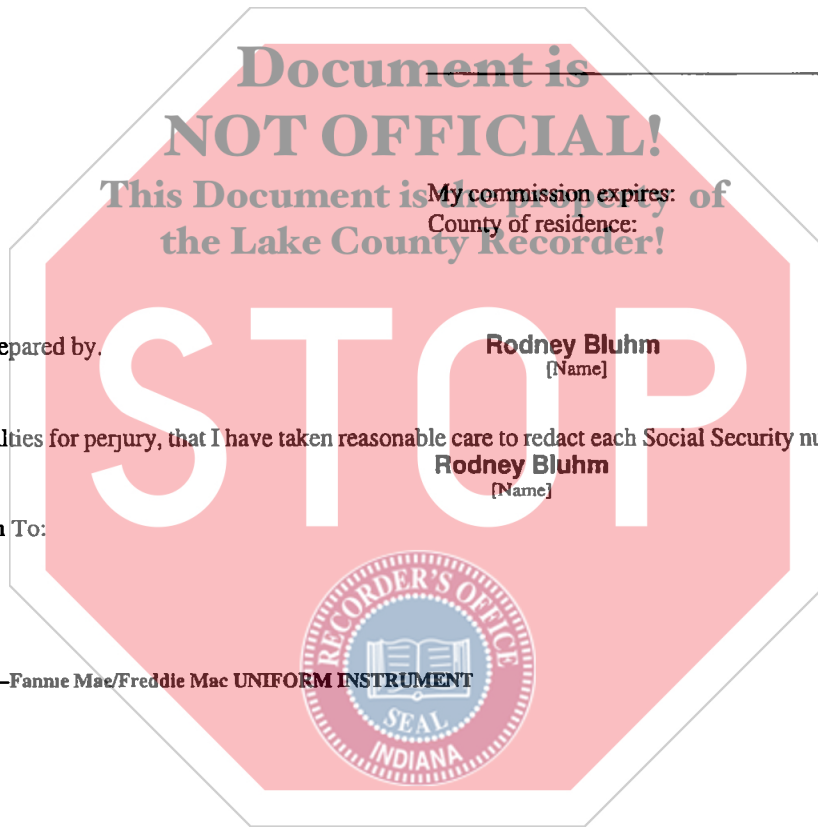 Document is
NOT OFFICIAL!
This Document is the property of
the Lake County Recorder!
My commission expires:
County of residence:
STOP
epared by.
Rodney Bluhm
[Name]
lties for perjury, that I have taken reasonable care to redact each Social Security nu
Rodney Bluhm
[Name]
n To:
RECORDER'S OFFICE
SEAL
INDIANA
–Fannie Mae/Freddie Mac UNIFORM INSTRUMENT